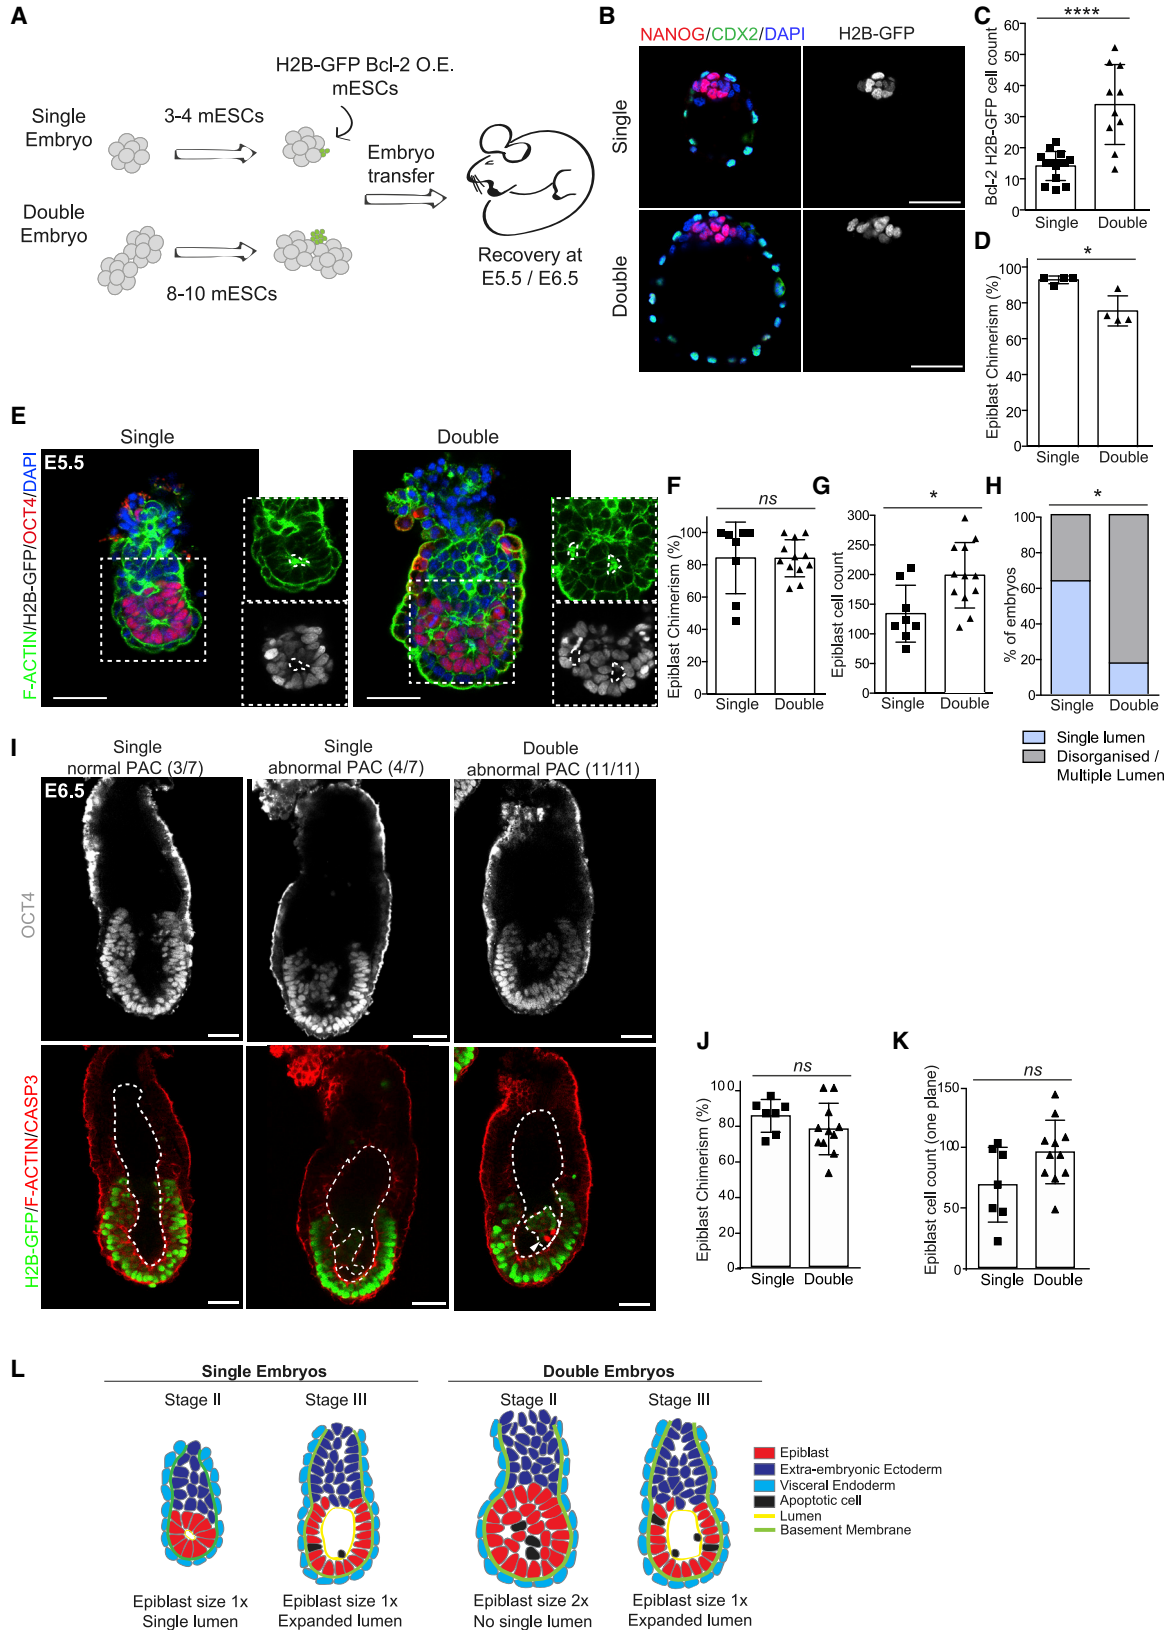 A
Single
Embryo
3-4 mESCs
H2B-GFP Bcl-2 O.E.
mESCs
Embryo
transfer
Double
Embryo
8-10 mESCs
Recovery at
E5.5 / E6.5
B
NANOG/CDX2/DAPI
H2B-GFP
Single
Double
C
****
Bcl-2 H2B-GFP cell count
60
50
40
30
20
10
0
Single
Double
D
*
Epiblast Chimerism (%)
100
80
60
40
20
0
Single
Double
E
Single
Double
E5.5
F-ACTIN/H2B-GFP/OCT4/DAPI
F
ns
Epiblast Chimerism (%)
100
80
60
40
20
0
Single
Double
G
*
Epiblast cell count
300
250
200
150
100
50
0
Single
Double
H
*
% of embryos
100
80
60
40
20
0
Single
Double
Single lumen
Disorganised /
Multiple Lumen
I
Single
normal PAC (3/7)
Single
abnormal PAC (4/7)
Double
abnormal PAC (11/11)
E6.5
OCT4
H2B-GFP/F-ACTIN/CASP3
J
ns
Epiblast Chimerism (%)
100
80
60
40
20
0
Single
Double
K
ns
Epiblast cell count (one plane)
150
100
50
0
Single
Double
L
Single Embryos
Double Embryos
Stage II
Stage III
Stage II
Stage III
Epiblast
Extra-embryonic Ectoderm
Visceral Endoderm
Apoptotic cell
Lumen
Basement Membrane
Epiblast size 1x
Single lumen
Epiblast size 1x
Expanded lumen
Epiblast size 2x
No single lumen
Epiblast size 1x
Expanded lumen